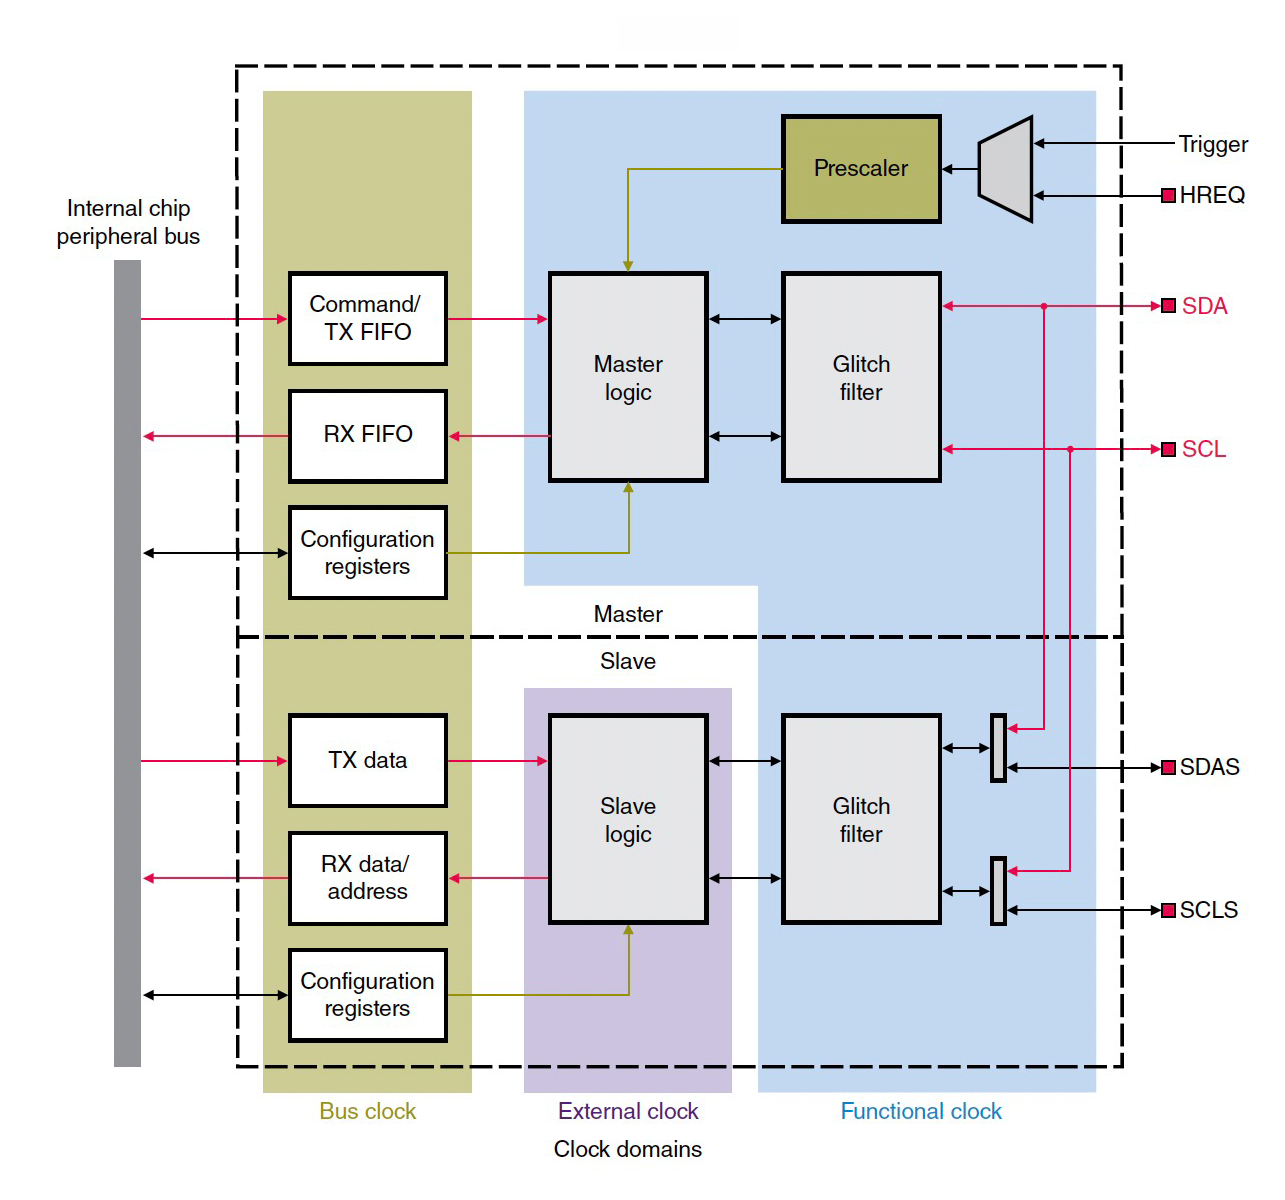 Prescaler
Trigger
HREQ
Internal chip
peripheral bus
Command/
TX FIFO
Master
logic
Glitch
filter
SDA
RX FIFO
SCL
Configuration
registers
Master
Slave
TX data
Slave
logic
Glitch
filter
SDAS
RX data/
address
SCLS
Configuration
registers
Bus clock
External clock
Functional clock
Clock domains